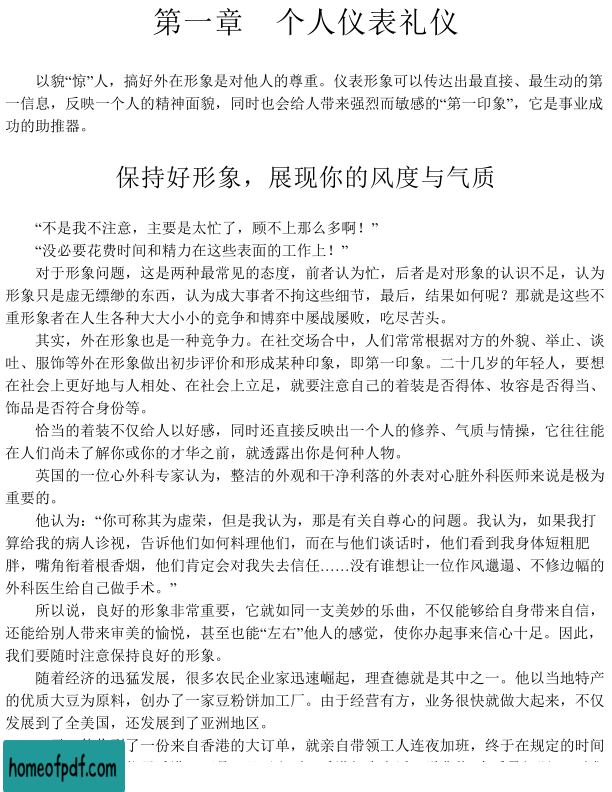 第一章　个人仪表礼仪
以貌“惊”人，搞好外在形象是对他人的尊重。仪表形象可以传达出最直接、最生动的第
一信息，反映一个人的精神面貌，同时也会给人带来强烈而敏感的“第一印象”，它是事业成
功的助推器。
保持好形象，展现你的风度与气质
“不是我不注意，主要是太忙了，顾不上那么多啊！”
“没必要花费时间和精力在这些表面的工作上！”
对于形象问题，这是两种最常见的态度，前者认为忙，后者是对形象的认识不足，认为
形象只是虚无缥缈的东西，认为成大事者不拘这些细节，最后，结果如何呢？那就是这些不
重形象者在人生各种大大小小的竞争和博弈中屡战屡败，吃尽苦头。
其实，外在形象也是一种竞争力。在社交场合中，人们常常根据对方的外貌、举止、谈
吐、服饰等外在形象做出初步评价和形成某种印象，即第一印象。二十几岁的年轻人，要想
在社会上更好地与人相处、在社会上立足，就要注意自己的着装是否得体、妆容是否得当、
饰品是否符合身份等。
恰当的着装不仅给人以好感，同时还直接反映出一个人的修养、气质与情操，它往往能
在人们尚未了解你或你的才华之前，就透露出你是何种人物。
英国的一位心外科专家认为，整洁的外观和干净利落的外表对心脏外科医师来说是极为
重要的。
他认为：“你可称其为虚荣，但是我认为，那是有关自尊心的问题。我认为，如果我打
算给我的病人诊视，告诉他们如何料理他们，而在与他们谈话时，他们看到我身体短粗肥
胖，嘴角衔着根香烟，他们肯定会对我失去信任……没有谁想让一位作风邋遢、不修边幅的
外科医生给自己做手术。”
所以说，良好的形象非常重要，它就如同一支美妙的乐曲，不仅能够给自身带来自信，
还能给别人带来审美的愉悦，甚至也能“左右”他人的感觉，使你办起事来信心十足。因此，
我们要随时注意保持良好的形象。
随着经济的迅猛发展，很多农民企业家迅速崛起，理查德就是其中之一。他以当地特产
的优质大豆为原料，创办了一家豆粉饼加工厂。由于经营有方，业务很快就做大起来，不仅
发展到了全美国，还发展到了亚洲地区。
了一份来自香港的大订单，就亲自带领工人连夜加班，终于在规定的时间
homeofpdf.com